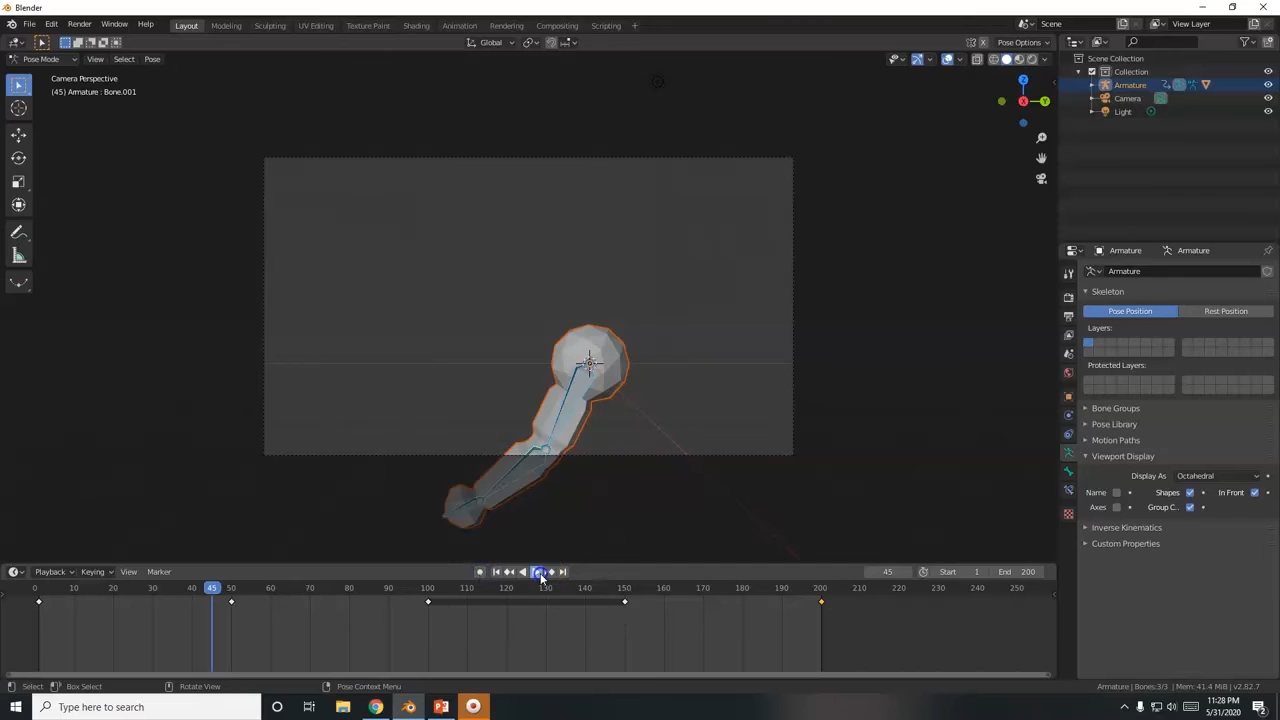 Blender
File Edit Render Window Help
Layout Modeling Sculpting UV Editing Texture Paint Shading Animation Rendering Compositing Scripting +
Scene
View Layer
Global
Pose Options
Pose Mode View Select Pose
Camera Perspective
(45) Armature : Bone.001
Z
X
Y
Scene Collection
Collection
Armature
Camera
Light
Armature Armature
Armature
Skeleton
Pose Position Rest Position
Layers:
Protected Layers:
Bone Groups
Pose Library
Motion Paths
Viewport Display
Display As Octahedral
Name Shapes In Front
Axes Group C..
Inverse Kinematics
Custom Properties
Playback Keying View Marker
45 Start 1 End 200
0 10 20 30 40 45 50 60 70 80 90 100 110 120 130 140 150 160 170 180 190 200 210 220 230 240 250
Select Box Select Rotate View Pose Context Menu
Armature | Bones:3/3 | Mem: 41.4 MiB | v2.82.7
Type here to search
11:28 PM
5/31/2020
2